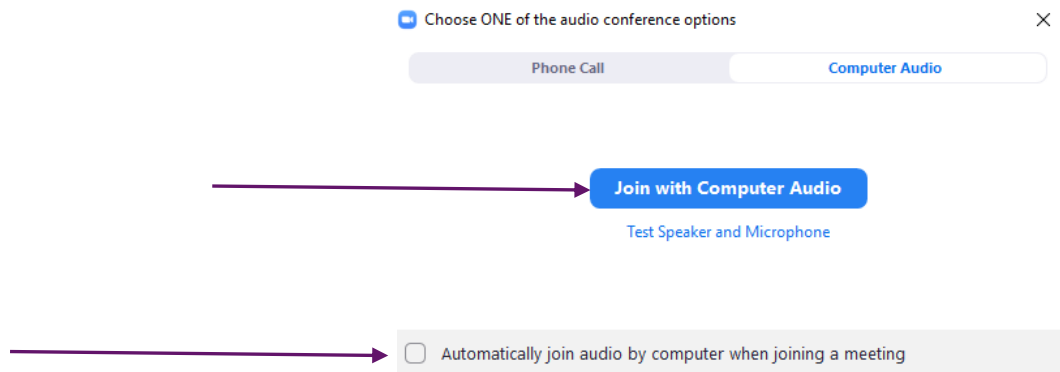 Choose ONE of the audio conference options
Phone Call
Computer Audio
Join with Computer Audio
Test Speaker and Microphone
Automatically join audio by computer when joining a meeting